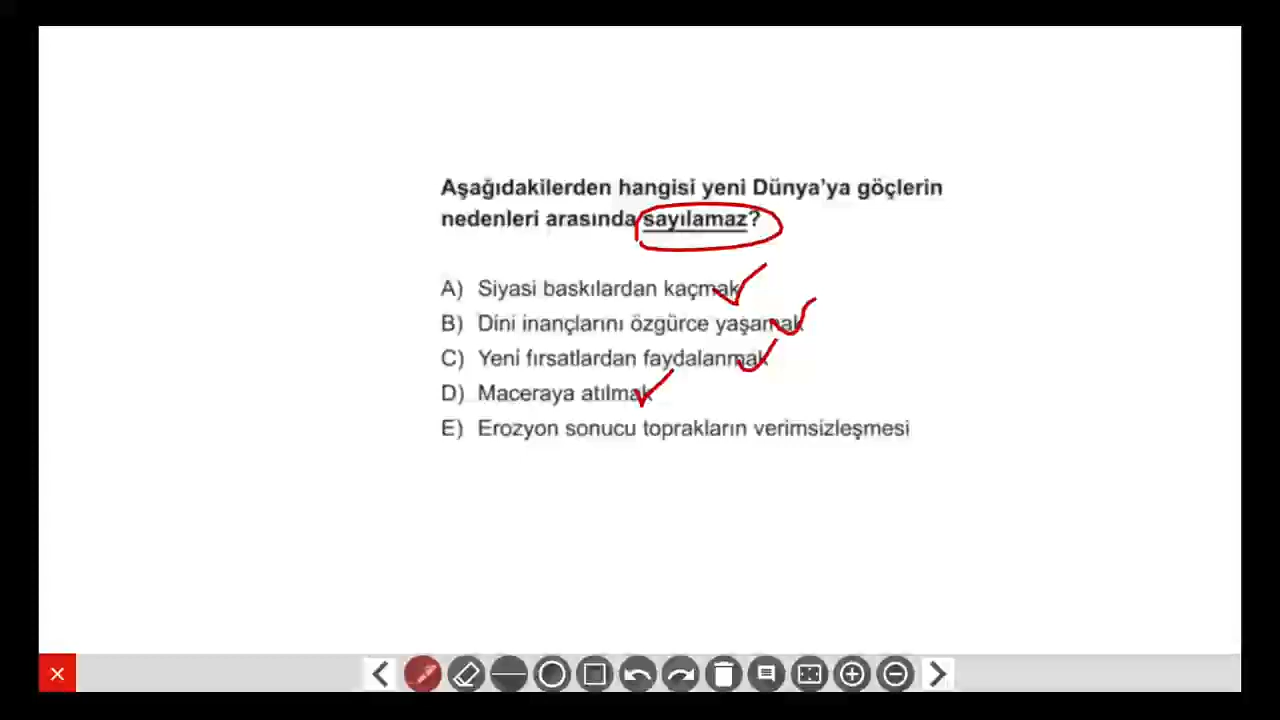 Aşağıdakilerden hangisi yeni Dünya'ya göçlerin
nedenleri arasında sayılamaz?
A) Siyasi baskılardan kaçmak
B) Dini inançlarını özgürce yaşamak
C) Yeni fırsatlardan faydalanmak
D) Maceraya atılmak
E) Erozyon sonucu toprakların verimsizleşmesi